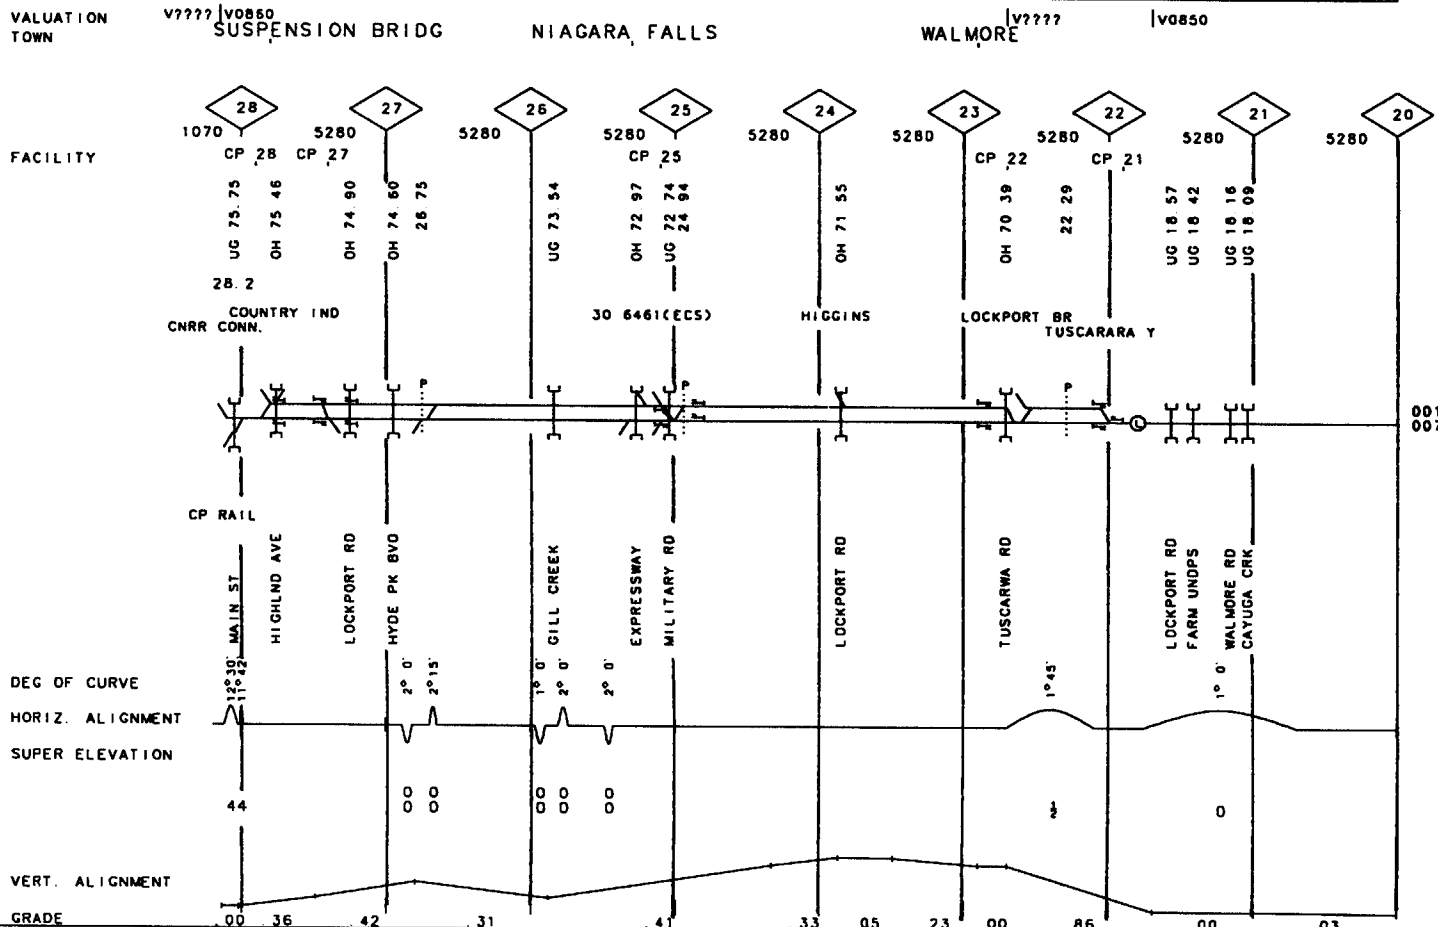 VALUATION V???? V0860 V???? V0850
TOWN SUSPENSION BRIDG NIAGARA FALLS WALMORE
28 27 26 25 24 23 22 21 20
1070 5280 5280 5280 5280 5280 5280 5280 5280
FACILITY CP 28 CP 27 CP 25 CP 22 CP 21
UG 75.75
OH 75 46
OH 74.90
OH 74.60
26.75
UG 73.54
OH 72 97
UG 72 74
24 94
OH 71 55
OH 70 39
22 29
UG 18.57
UG 18 42
UG 18 16
UG 18.09
28.2
COUNTRY IND 30 6461(ECS) HIGGINS LOCKPORT BR
CNRR CONN. TUSCARARA Y
P P P
L
001
007
CP RAIL
MAIN ST
HIGHLND AVE
LOCKPORT RD
HYDE PK BVD
GILL CREEK
EXPRESSWAY
MILITARY RD
LOCKPORT RD
TUSCARWA RD
LOCKPORT RD
FARM UNDPS
WALMORE RD
CAYUGA CRK
DEG OF CURVE 12°30' 11°42' 2° 0' 2°15' 1° 0' 2° 0' 2° 0' 1°45' 1° 0'
HORIZ. ALIGNMENT
SUPER ELEVATION
44 0 0 0 0 0 0 0 0 0 0 1/2 0
VERT. ALIGNMENT
GRADE .00 .36 .42 .31 .41 .33 .05 .23 .00 .86 .00 .03